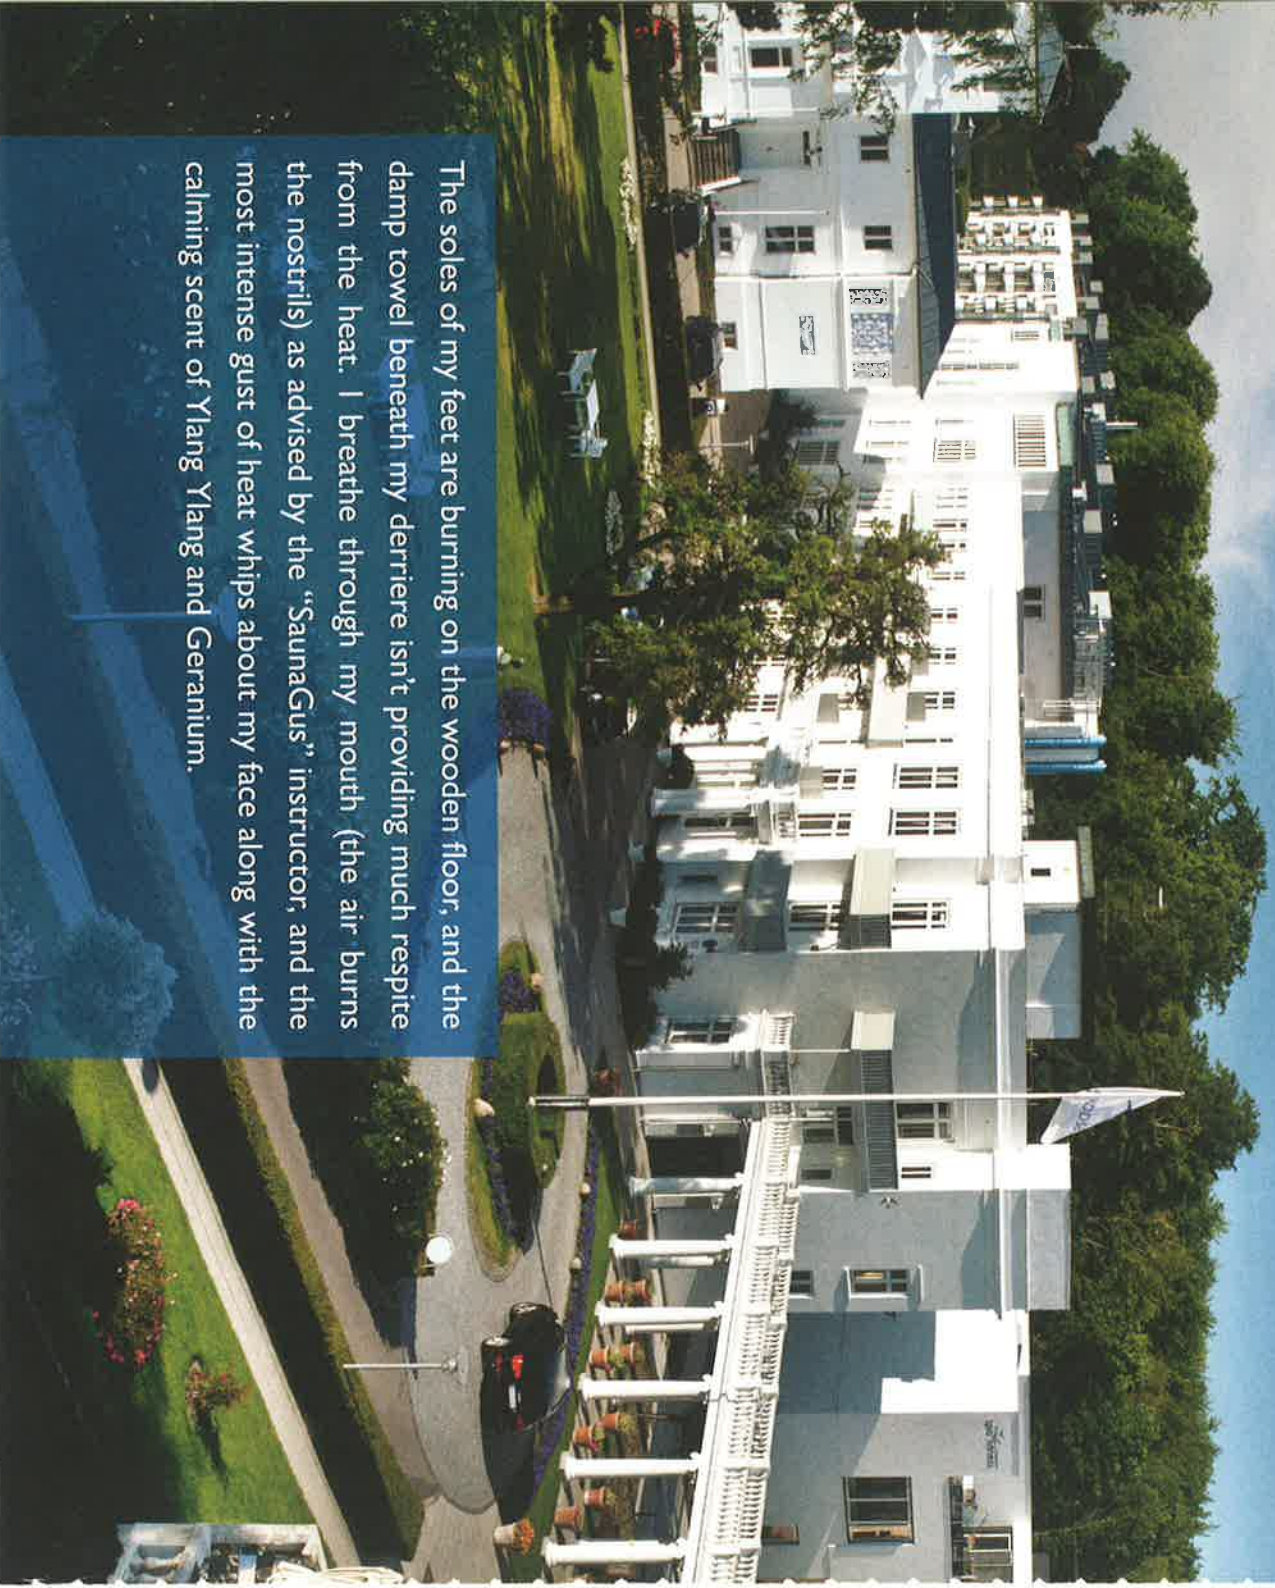 The soles of my feet are burning on the wooden floor, and the
damp towel beneath my derriere isn't providing much respite
from the heat. I breathe through my mouth (the air burns
the nostrils) as advised by the “SaunaGus” instructor, and the
most intense gust of heat whips about my face along with the
calming scent of Ylang Ylang and Geranium.